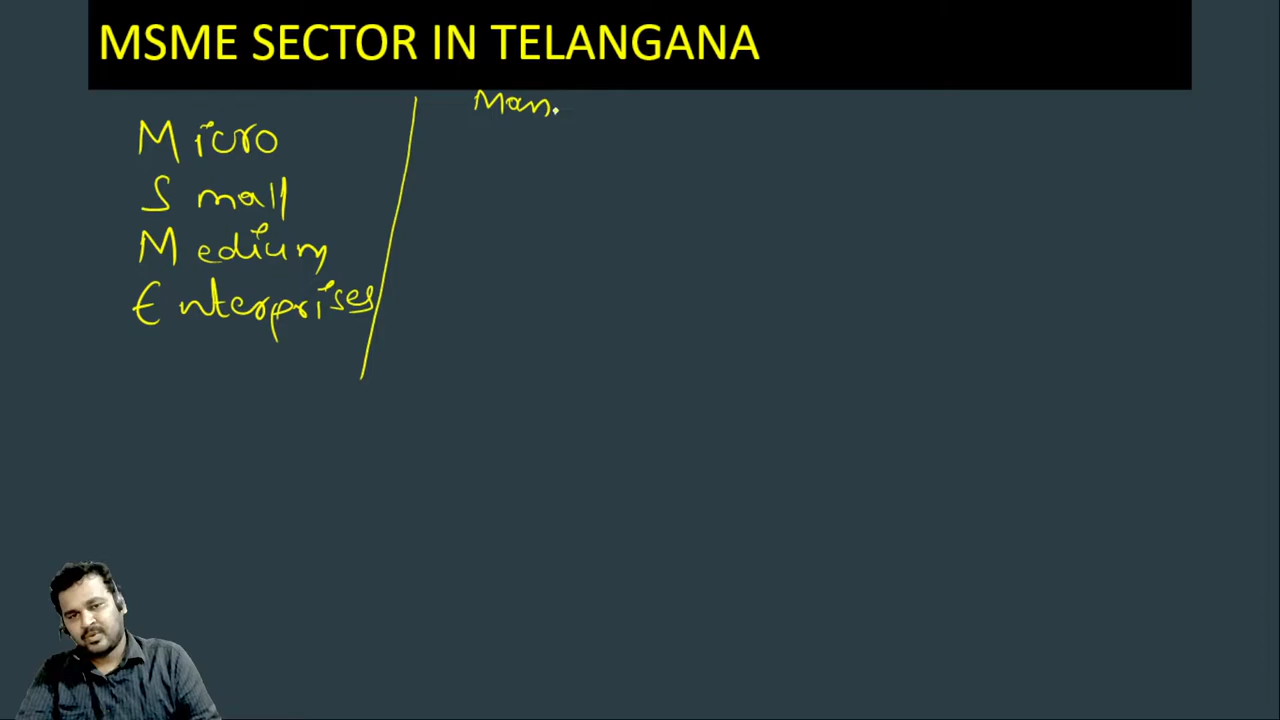 MSME SECTOR IN TELANGANA
Man.
Micro
Small
Medium
Enterprises